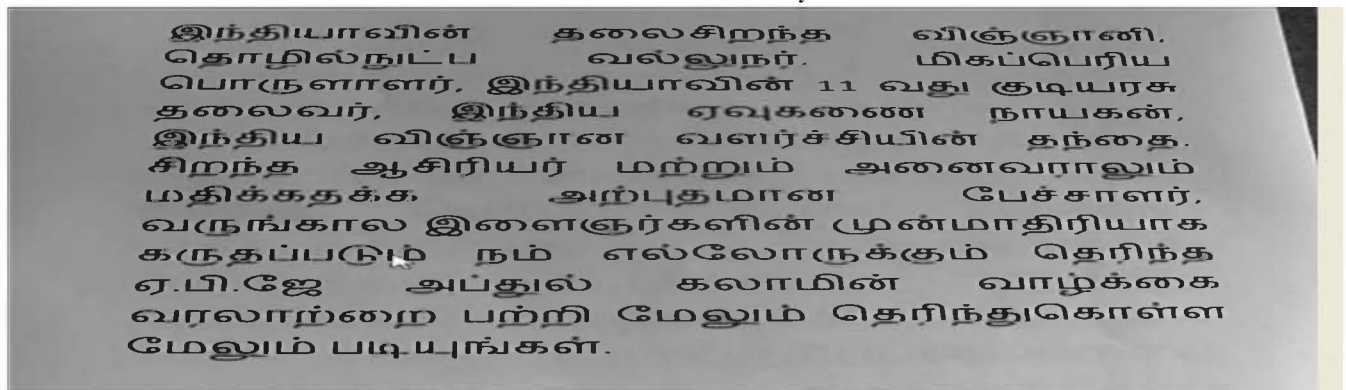 இந்தியாவின் தலைசிறந்த விஞ்ஞானி,
தொழில்நுட்ப வல்லுநர். மிகப்பெரிய
பொருளாளர், இந்தியாவின் 11 வது குடியரசு
தலைவர், இந்திய ஏவுகணை நாயகன்,
இந்திய விஞ்ஞான வளர்ச்சியின் தந்தை.
சிறந்த ஆசிரியர் மற்றும் அனைவராலும்
மதிக்கதக்க அற்புதமான பேச்சாளர்,
வருங்கால இளைஞர்களின் முன்மாதிரியாக
கருதப்படும் நம் எல்லோருக்கும் தெரிந்த
ஏ.பி.ஜே அப்துல் கலாமின் வாழ்க்கை
வரலாற்றை பற்றி மேலும் தெரிந்துகொள்ள
மேலும் படியுங்கள்.